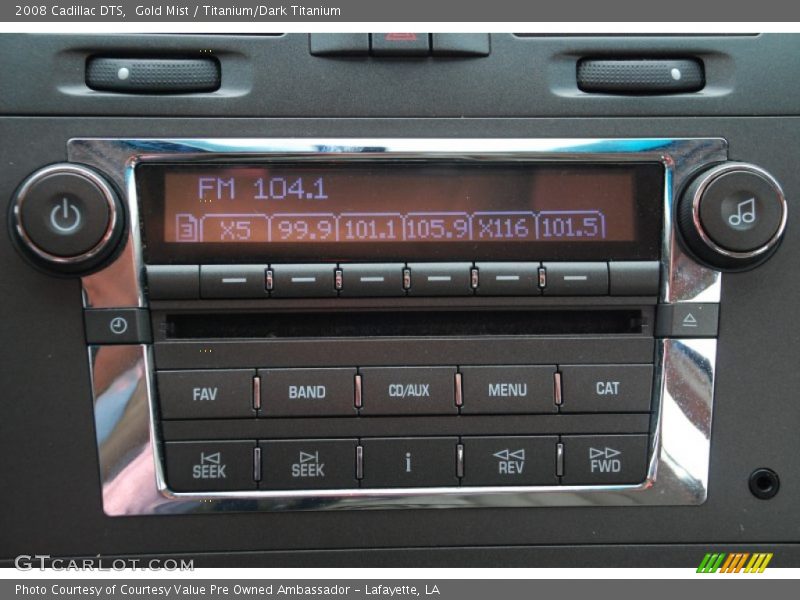 2008 Cadillac DTS, Gold Mist / Titanium/Dark Titanium
FM 104.1
X5 99.9 101.1 105.9 X116 101.5
FAV BAND CD/AUX MENU CAT
SEEK SEEK i REV FWD
GTCARLOT.COM
Photo Courtesy of Courtesy Value Pre Owned Ambassador - Lafayette, LA